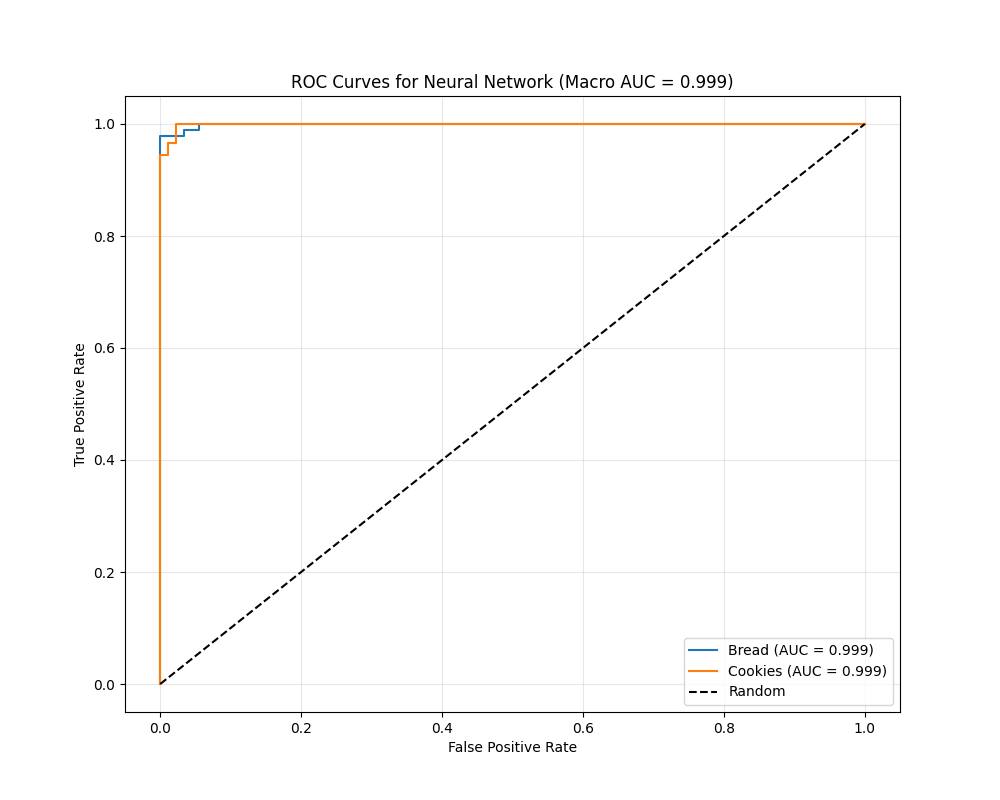 ROC Curves for Neural Network (Macro AUC = 0.999)
True Positive Rate
1.0
0.8
0.6
0.4
0.2
0.0
0.0 0.2 0.4 0.6 0.8 1.0
False Positive Rate
Bread (AUC = 0.999)
Cookies (AUC = 0.999)
Random